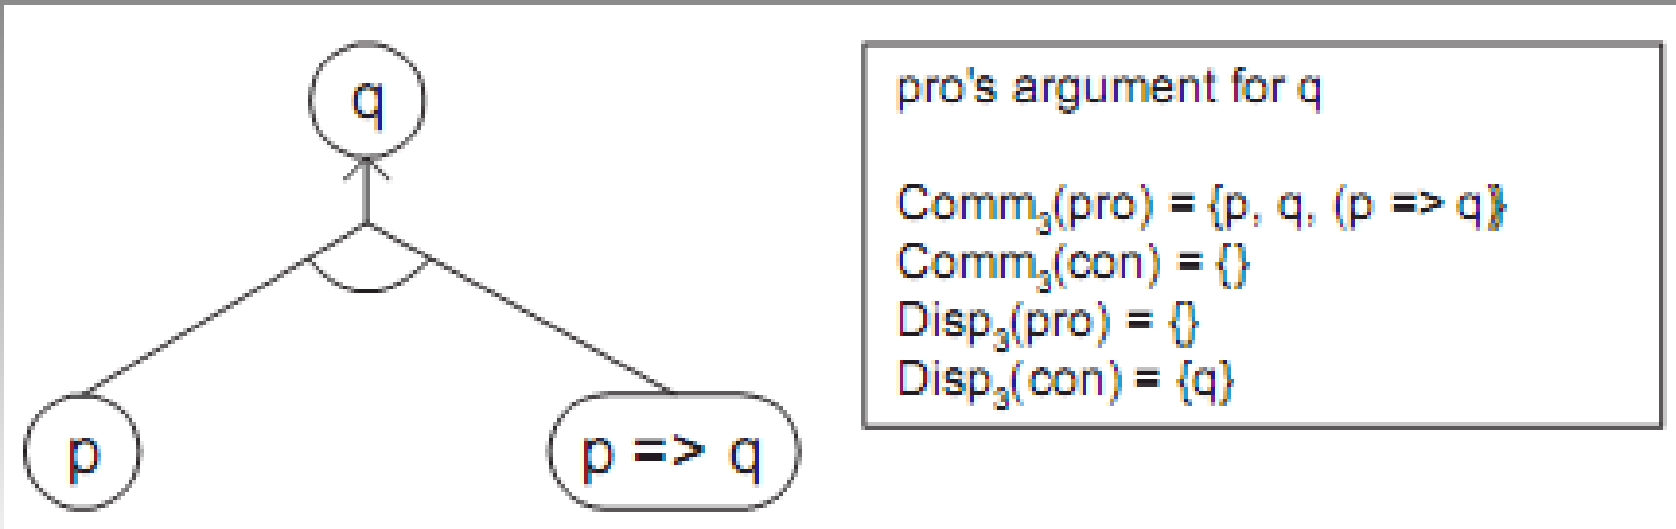 q
p
p => q
pro's argument for q
Comm₃(pro) = {p, q, (p => q}
Comm₃(con) = {}
Disp₃(pro) = {}
Disp₃(con) = {q}